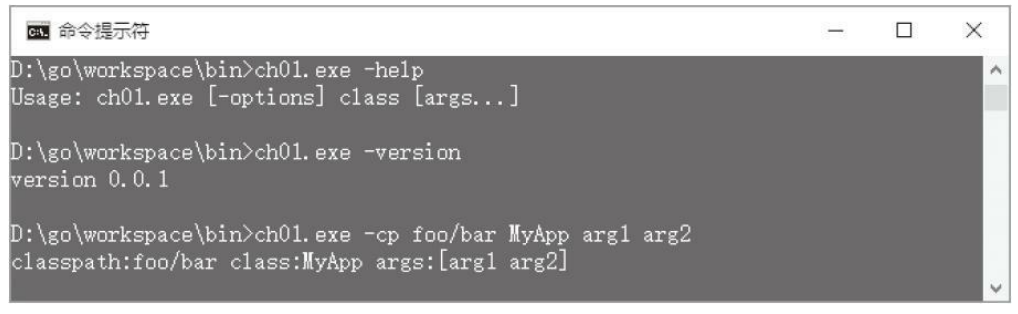 命令提示符
D:\go\workspace\bin>ch01.exe -help
Usage: ch01.exe [-options] class [args...]
D:\go\workspace\bin>ch01.exe -version
version 0.0.1
D:\go\workspace\bin>ch01.exe -cp foo/bar MyApp arg1 arg2
classpath:foo/bar class:MyApp args:[arg1 arg2]